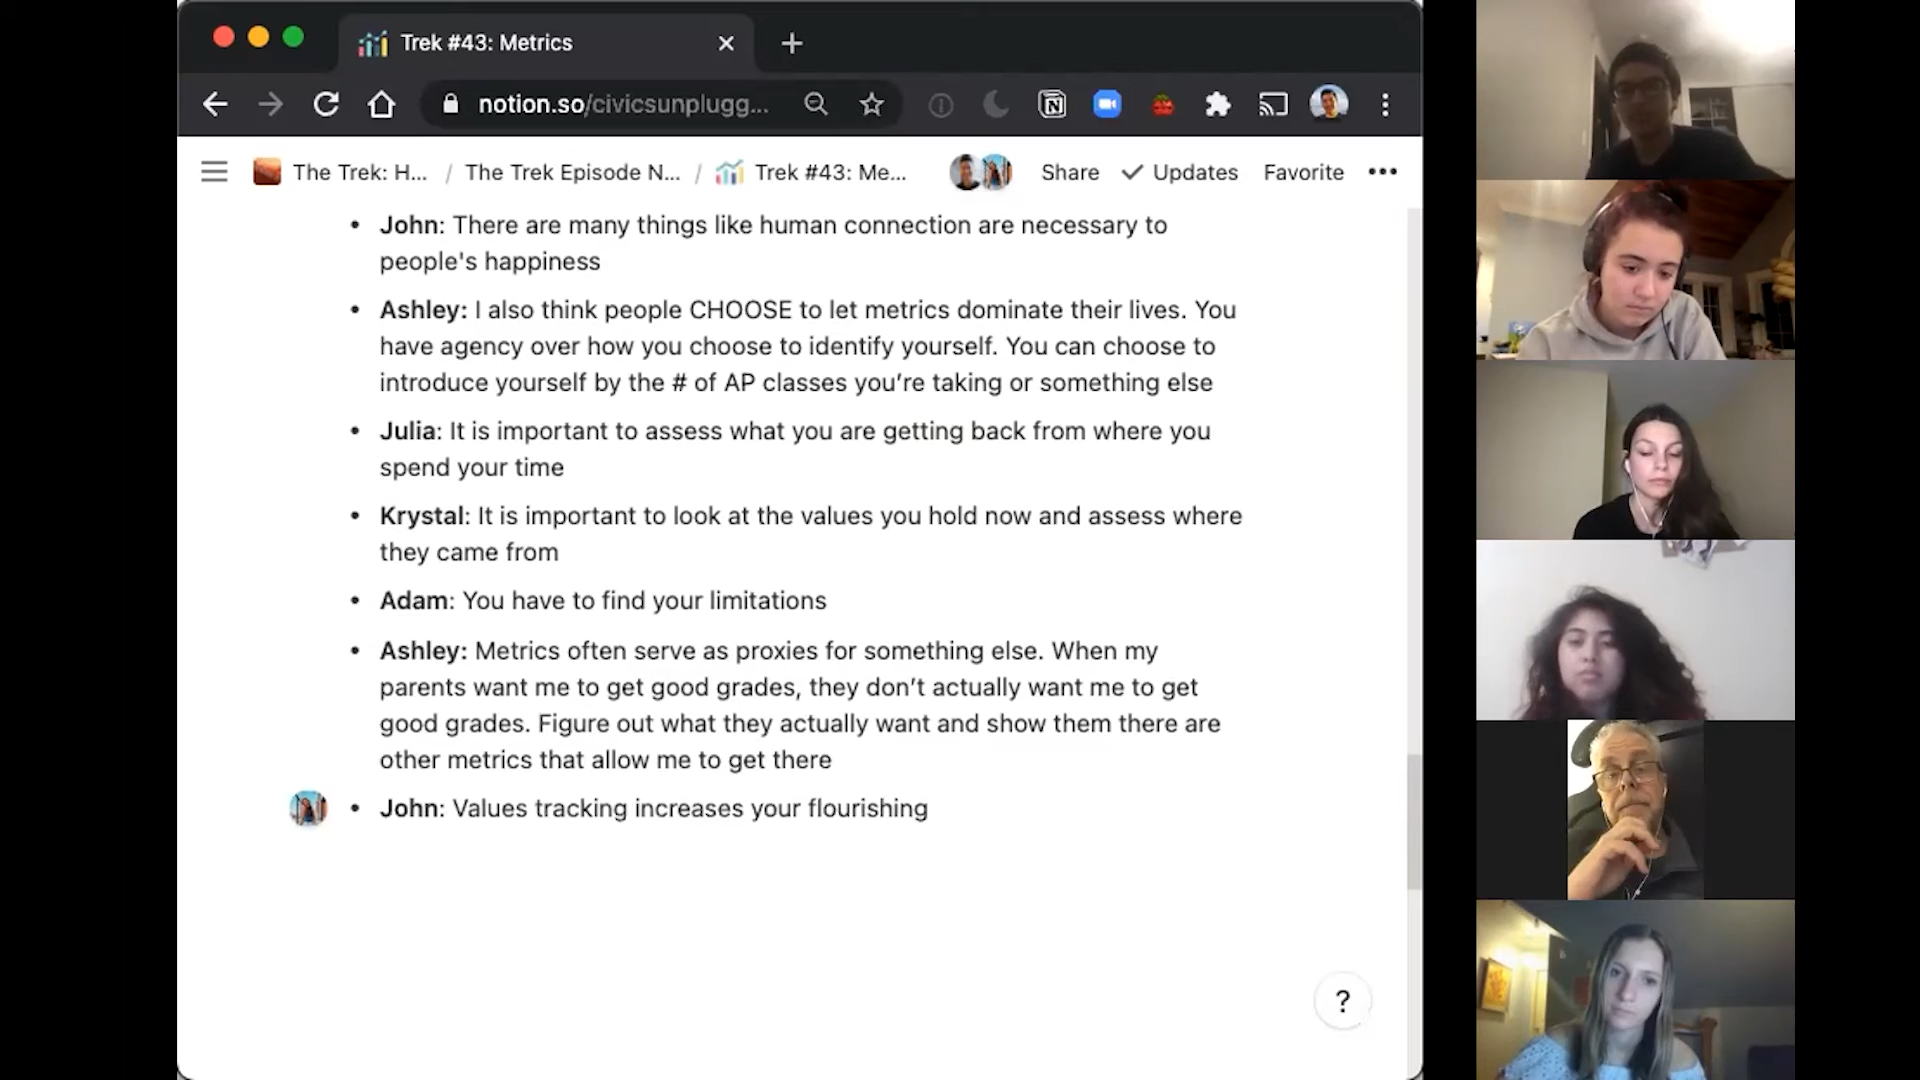 Trek #43: Metrics
notion.so/civicsunplugg...
The Trek: H... / The Trek Episode N... / Trek #43: Me... Share Updates Favorite
• John: There are many things like human connection are necessary to
people's happiness
• Ashley: I also think people CHOOSE to let metrics dominate their lives. You
have agency over how you choose to identify yourself. You can choose to
introduce yourself by the # of AP classes you’re taking or something else
• Julia: It is important to assess what you are getting back from where you
spend your time
• Krystal: It is important to look at the values you hold now and assess where
they came from
• Adam: You have to find your limitations
• Ashley: Metrics often serve as proxies for something else. When my
parents want me to get good grades, they don’t actually want me to get
good grades. Figure out what they actually want and show them there are
other metrics that allow me to get there
• John: Values tracking increases your flourishing
?